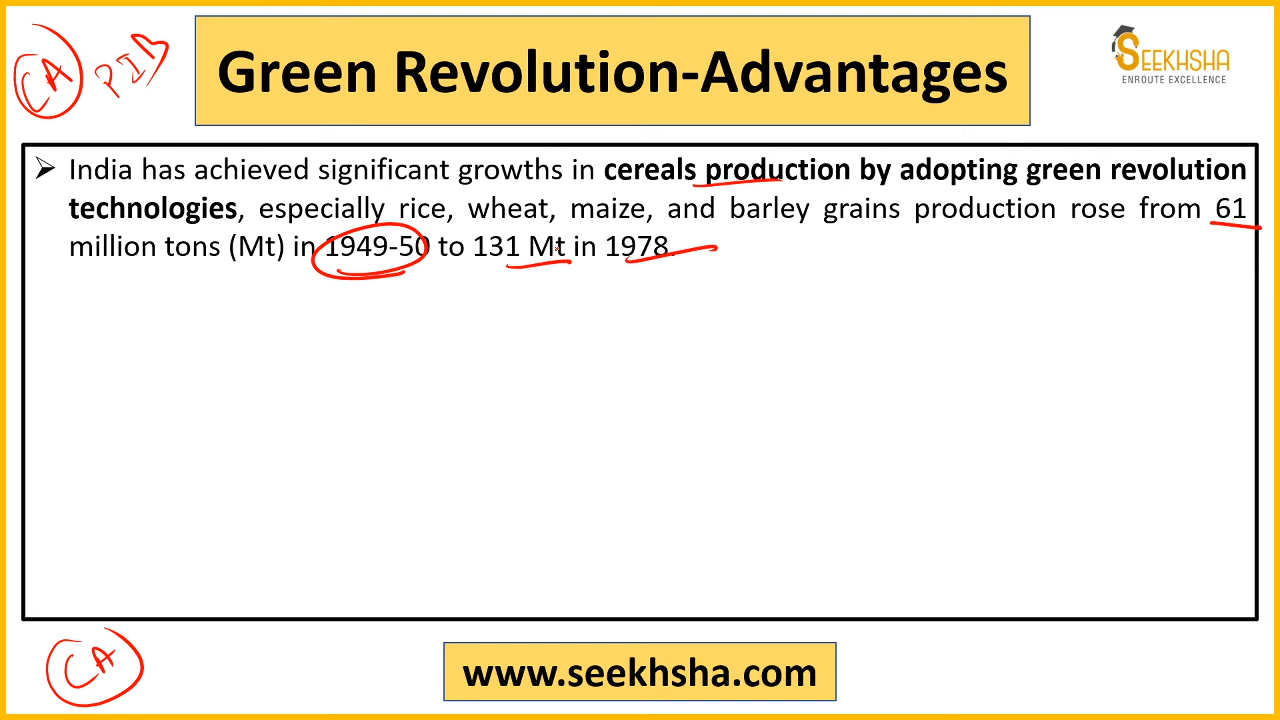 CA PIB
Green Revolution-Advantages
SEEKHSHA
ENROUTE EXCELLENCE
➢ India has achieved significant growths in cereals production by adopting green revolution
technologies, especially rice, wheat, maize, and barley grains production rose from 61
million tons (Mt) in 1949-50 to 131 Mt in 1978.
CA
www.seekhsha.com